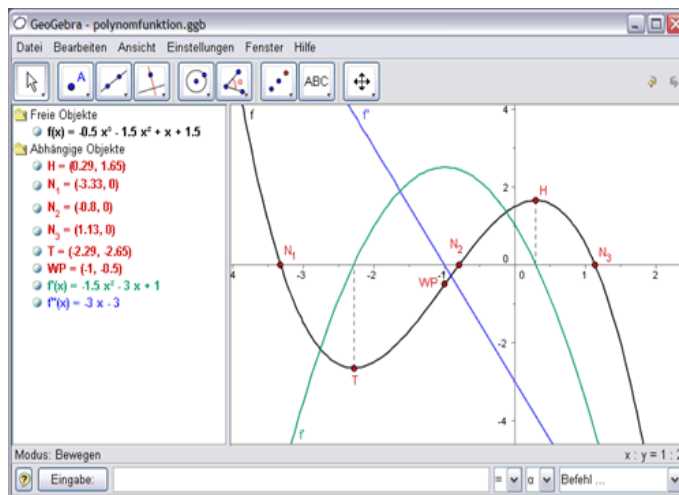 GeoGebra - polynomfunktion.ggb
Datei Bearbeiten Ansicht Einstellungen Fenster Hilfe
A α ABC
Freie Objekte
f(x) = -0.5 x³ - 1.5 x² + x + 1.5
Abhängige Objekte
H = (0.29, 1.65)
N₁ = (-3.33, 0)
N₂ = (-0.8, 0)
N₃ = (1.13, 0)
T = (-2.29, -2.65)
WP = (-1, -0.5)
f'(x) = -1.5 x² - 3 x + 1
f''(x) = -3 x - 3
f f'' 4
2 H
N₁ N₂ 0 N₃
4 -3 -2 -1 0 1 2
WP
-2
T
-4
f'
Modus: Bewegen x : y = 1 : 2
Eingabe: = α Befehl ...